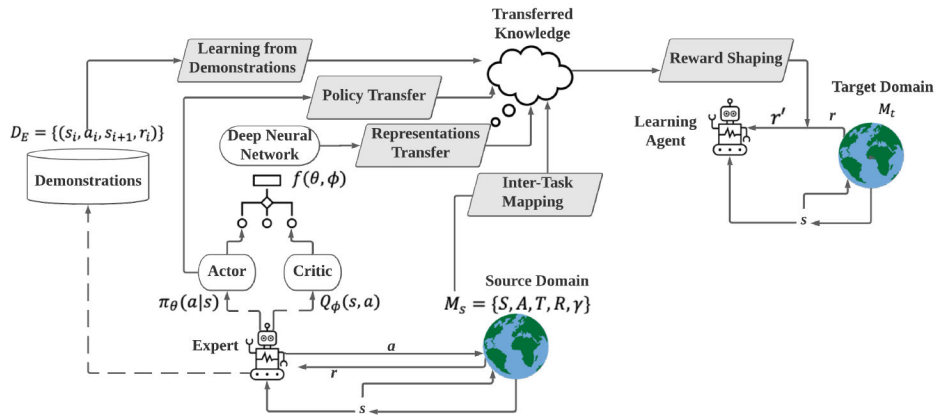 Transferred
Knowledge
Learning from
Demonstrations
Reward Shaping
Policy Transfer
Target Domain
M_t
D_E = {(s_i, a_i, s_{i+1}, r_i)}
Deep Neural
Network
Representations
Transfer
Learning
Agent
r′
r
Demonstrations
f(θ, ϕ)
Inter-Task
Mapping
s
Actor
Critic
Source Domain
π_θ(a|s)
Q_ϕ(s, a)
M_s = {S, A, T, R, γ}
Expert
a
r
s